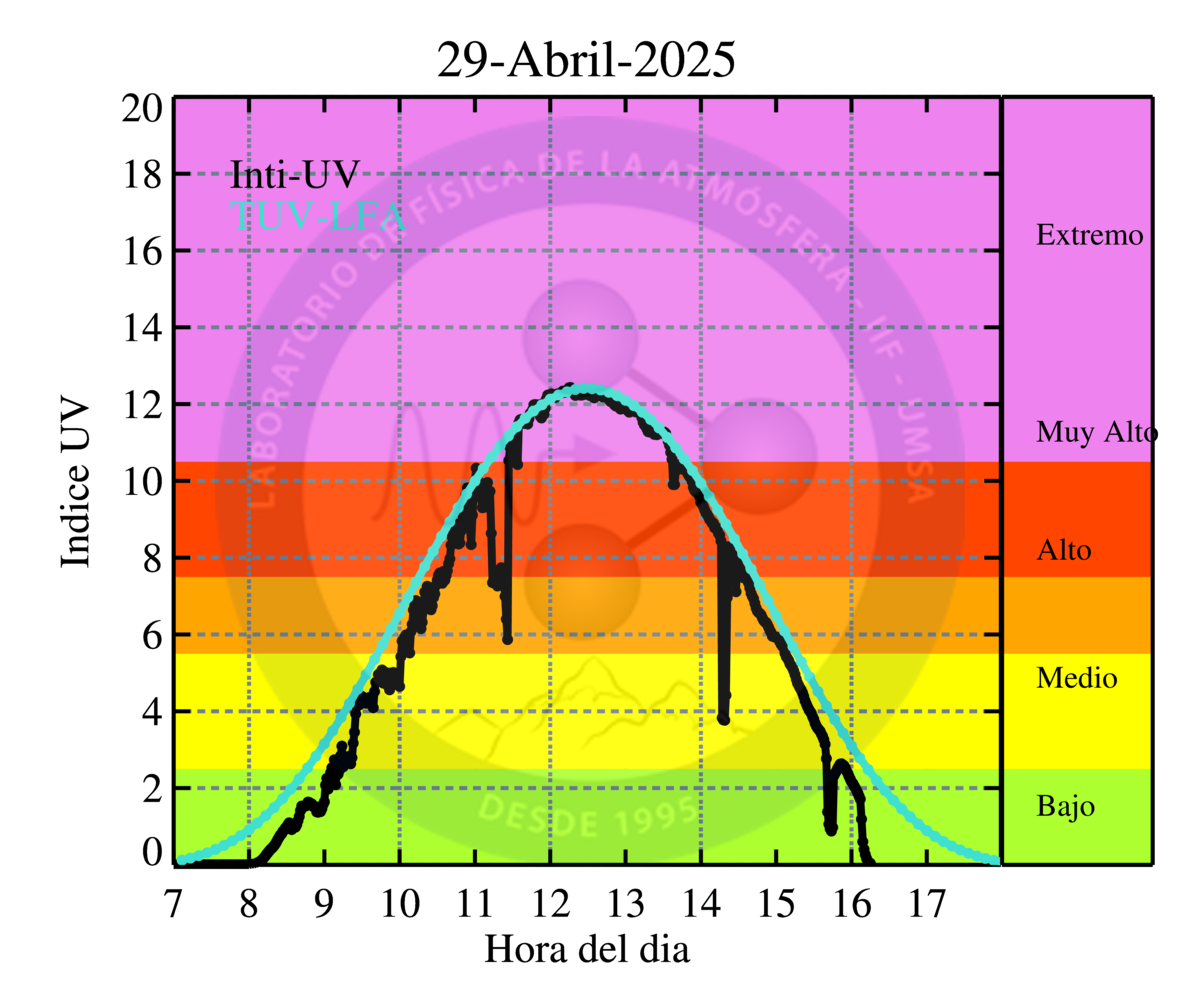 29-Abril-2025
20
18
16
14
12
10
8
6
4
2
0
Indice UV
Inti-UV
TUV-LFA
LABORATORIO DE FÍSICA DE LA ATMÓSFERA - IIF - UMSA
DESDE 1995
Extremo
Muy Alto
Alto
Medio
Bajo
7 8 9 10 11 12 13 14 15 16 17
Hora del dia